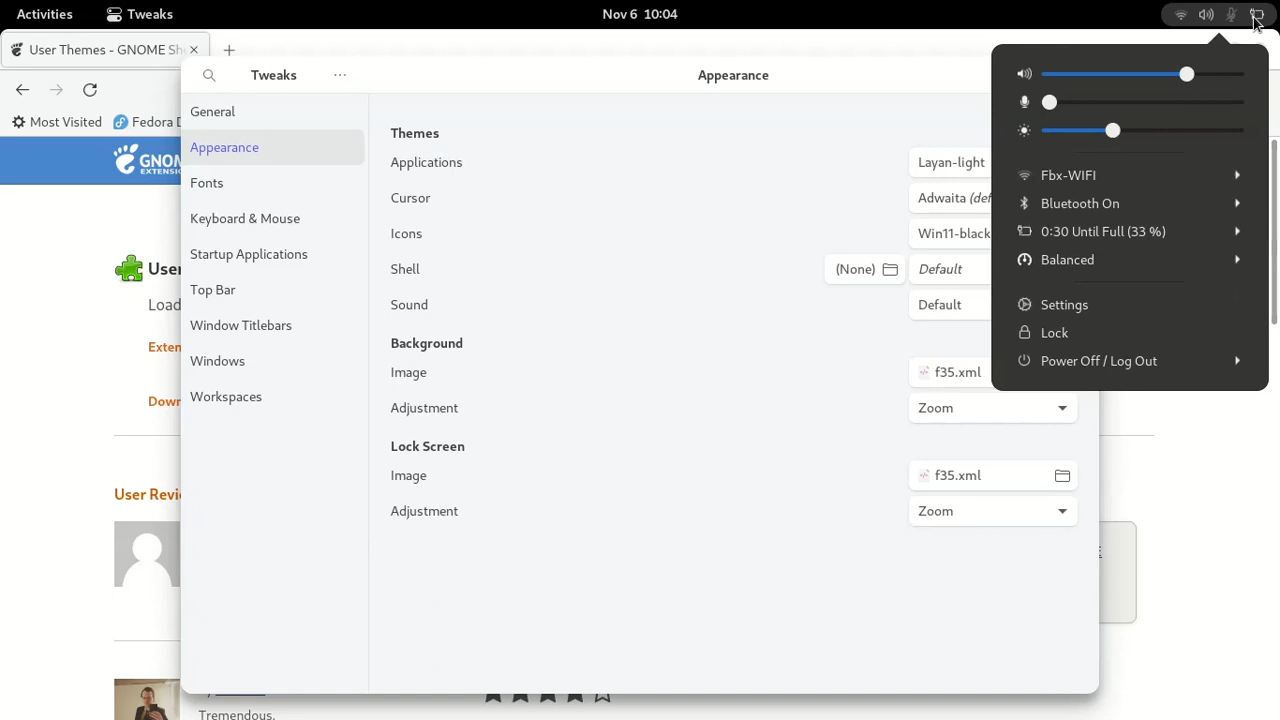 Activities
Tweaks
Nov 6 10:04
User Themes - GNOME Sh
Tweaks
Appearance
Most Visited
Fedora D
General
Appearance
Fonts
Keyboard & Mouse
Startup Applications
Top Bar
Window Titlebars
Windows
Workspaces
Themes
Applications
Layan-light
Cursor
Adwaita (def
Icons
Win11-black
Shell
(None)
Default
Sound
Default
Background
Image
f35.xml
Adjustment
Zoom
Lock Screen
Image
f35.xml
Adjustment
Zoom
Fbx-WIFI
Bluetooth On
0:30 Until Full (33 %)
Balanced
Settings
Lock
Power Off / Log Out
GNOM
EXTENSION
User
Load
Exten
Down
User Revie
Tremendous.